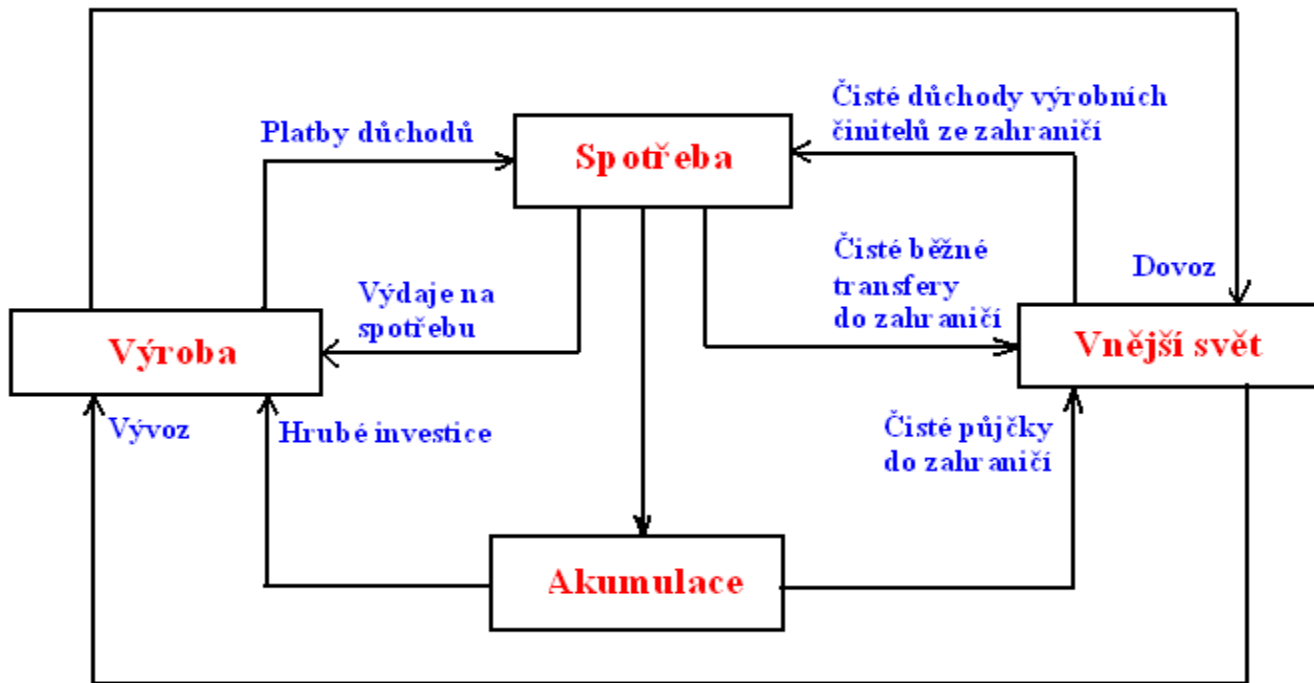 Platby důchodů
Spotřeba
Čisté důchody výrobních
činitelů ze zahraničí
Výdaje na
spotřebu
Čisté běžné
transfery
do zahraničí
Dovoz
Výroba
Vnější svět
Vývoz
Hrubé investice
Čisté půjčky
do zahraničí
Akumulace